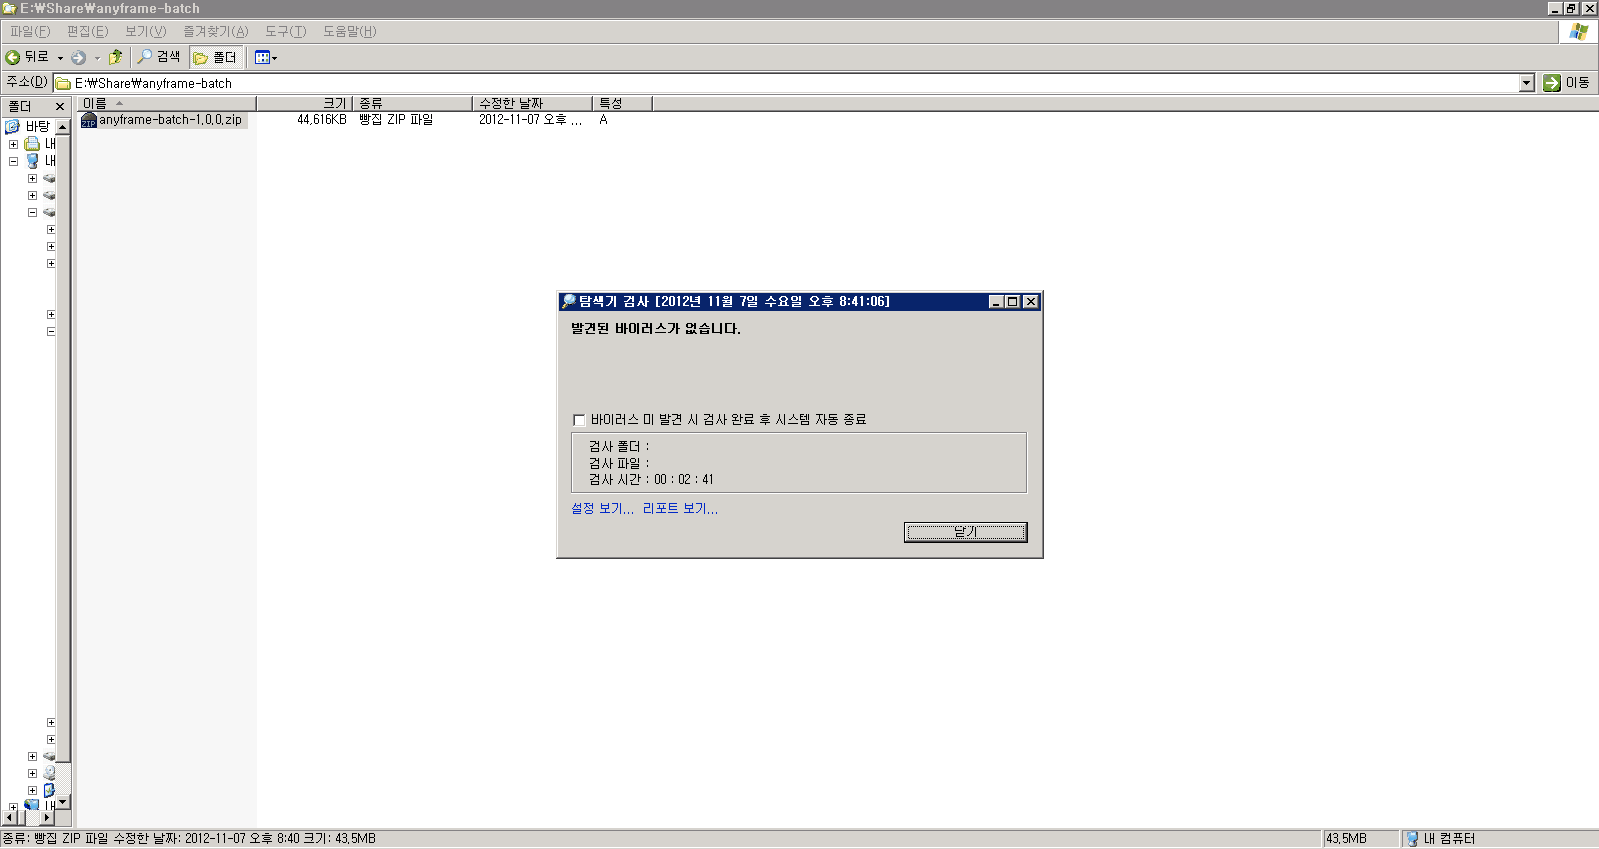 E:₩Share₩anyframe-batch
파일(F) 편집(E) 보기(V) 즐겨찾기(A) 도구(T) 도움말(H)
뒤로 검색 폴더
주소(D) E:₩Share₩anyframe-batch 이동
폴더 이름 크기 종류 수정한 날짜 특성
바탕 anyframe-batch-1.0.0.zip 44,616KB 빵집 ZIP 파일 2012-11-07 오후 ... A
내
내
탐색기 검사 [2012년 11월 7일 수요일 오후 8:41:06]
발견된 바이러스가 없습니다.
바이러스 미 발견 시 검사 완료 후 시스템 자동 종료
검사 폴더 :
검사 파일 :
검사 시간 : 00 : 02 : 41
설정 보기... 리포트 보기...
닫기
내
종류: 빵집 ZIP 파일 수정한 날짜: 2012-11-07 오후 8:40 크기: 43.5MB 43.5MB 내 컴퓨터